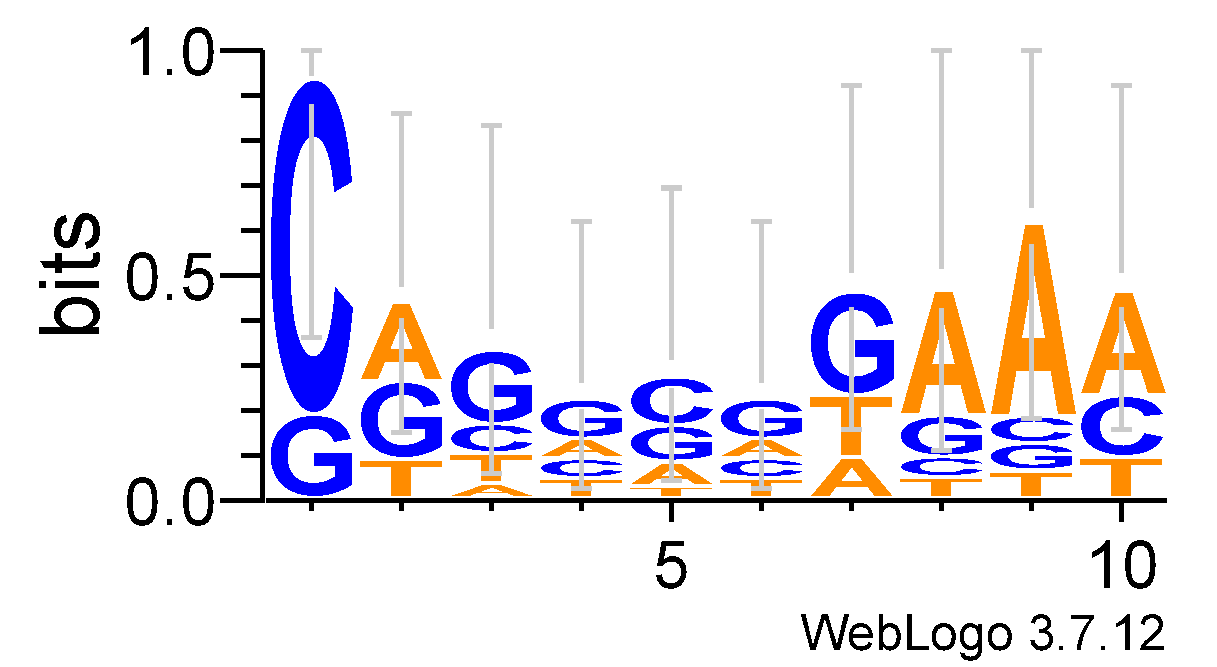 1.0
bits
0.5
0.0
C A G G C G G A A A
G G C A G A T G C C
T T C A C A C G T
A T T T T T
5 10
WebLogo 3.7.12